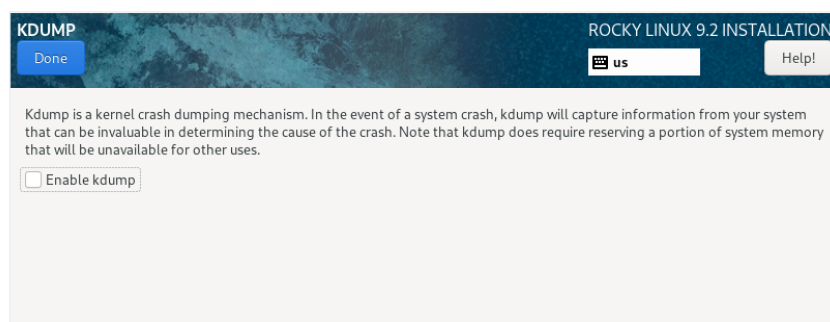 KDUMP
ROCKY LINUX 9.2 INSTALLATION
Done
us
Help!
Kdump is a kernel crash dumping mechanism. In the event of a system crash, kdump will capture information from your system
that can be invaluable in determining the cause of the crash. Note that kdump does require reserving a portion of system memory
that will be unavailable for other uses.
Enable kdump